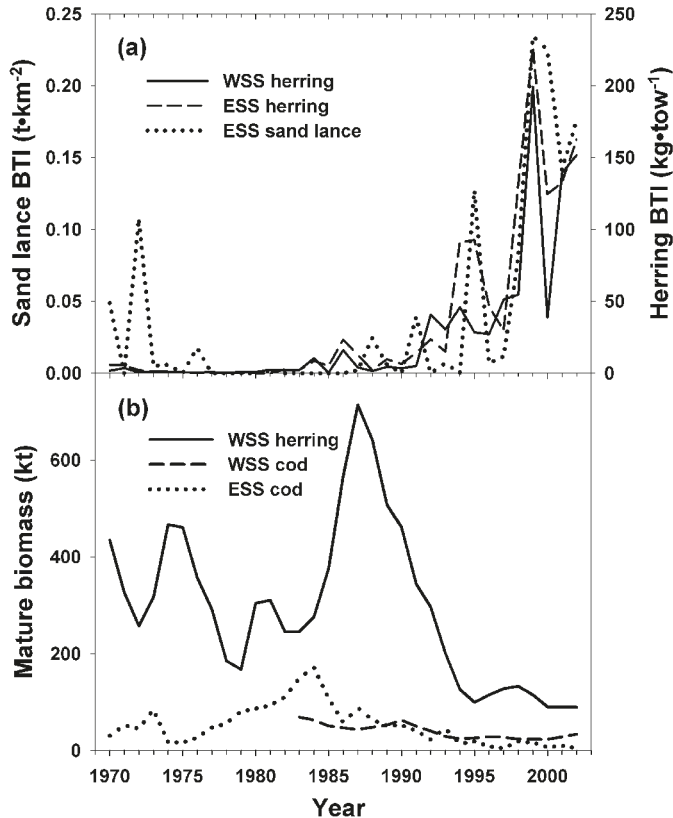 (a)
WSS herring
ESS herring
ESS sand lance
Sand lance BTI (t•km-2)
0.25
0.20
0.15
0.10
0.05
0.00
Herring BTI (kg•tow-1)
250
200
150
100
50
0
(b)
WSS herring
WSS cod
ESS cod
Mature biomass (kt)
600
400
200
0
1970 1975 1980 1985 1990 1995 2000
Year